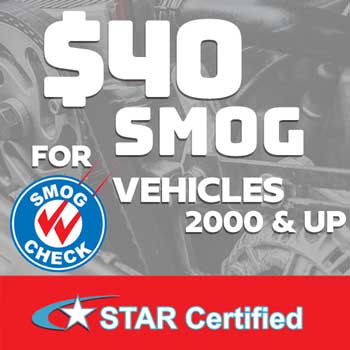 $40
SMOG
FOR
SMOG
CHECK
VEHICLES
2000 & UP
STAR Certified